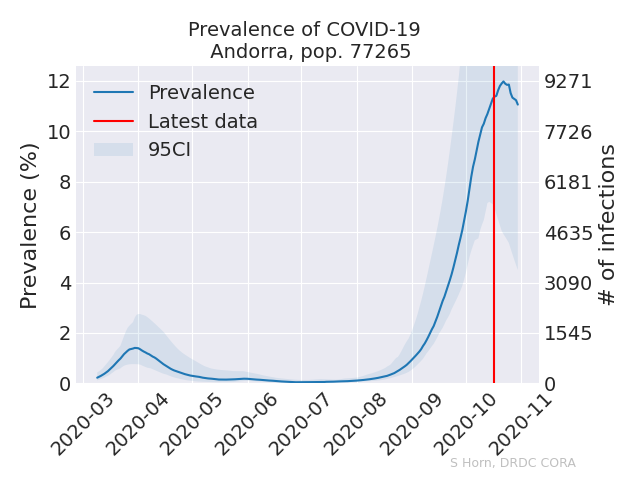 Prevalence of COVID-19
Andorra, pop. 77265
Prevalence (%)
12
10
8
6
4
2
0
Prevalence
Latest data
95CI
9271
7726
6181
4635
3090
1545
0
# of infections
2020-03
2020-04
2020-05
2020-06
2020-07
2020-08
2020-09
2020-10
2020-11
S Horn, DRDC CORA